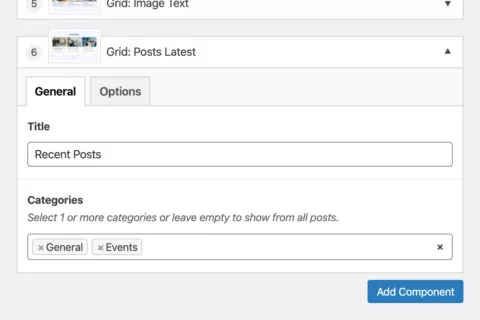 5 Grid: Image Text ▼
6 Grid: Posts Latest ▲
General Options
Title
Recent Posts
Categories
Select 1 or more categories or leave empty to show from all posts.
× General × Events ×
Add Component